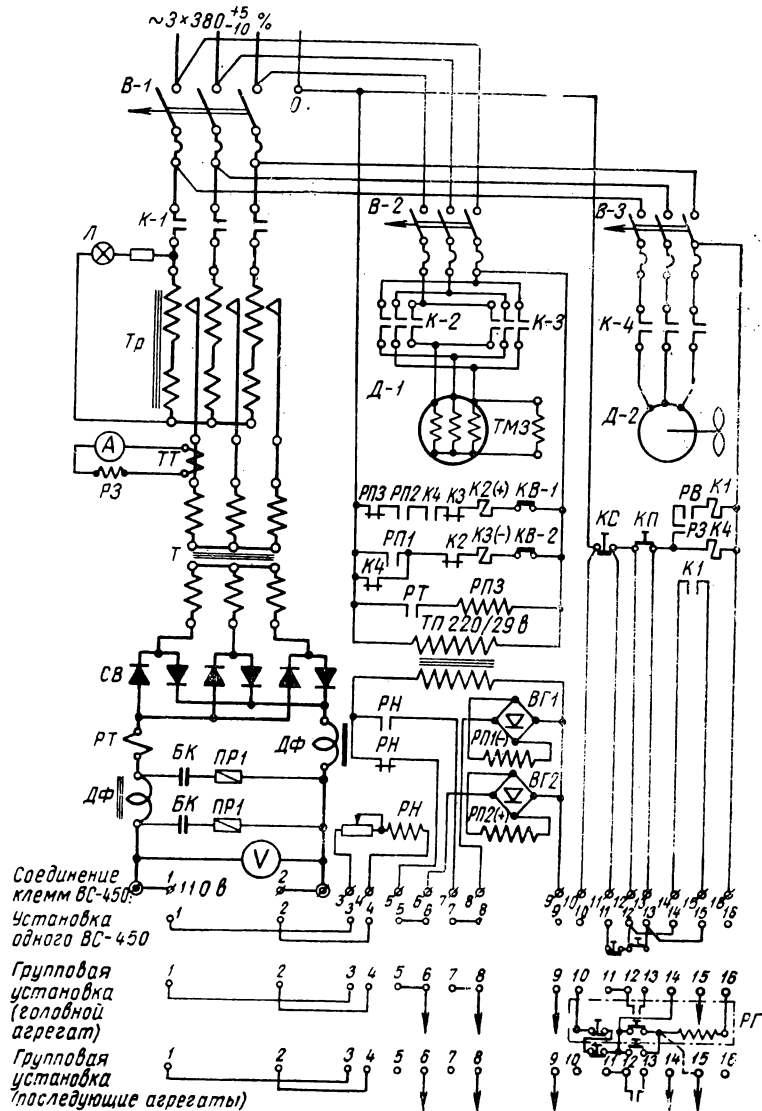 ~3×380 +5 -10 %
В-1
0
В-2
В-3
К-1
Л
К-2
К-3
К-4
Тр
Д-1
ТМЗ
Д-2
А
ТТ
РЗ
РП3 РП2 К4 К3 К2(+) КВ-1
РВ К1
КС КП РЗ К4
РП1 К2 К3(-) КВ-2
Т
К4
К1
РТ РП3
ТП 220/29 в
СВ
РН
ВГ1
РП1(-)
РТ
ДФ
РН
БК ПР1
ВГ2
ДФ
БК ПР1
РН
РП2(+)
V
Соединение клемм ВС-450:
1 110 в 2 3 4 5 6 7 8 9 10 11 12 13 14 15 16
Установка одного ВС-450
1 2 3 4 5 6 7 8 9 10 11 12 13 14 15 16
Групповая установка (головной агрегат)
1 2 3 4 5 6 7 8 9 10 11 12 13 14 15 16
РГ
Групповая установка (последующие агрегаты)
1 2 3 4 5 6 7 8 9 10 11 12 13 14 15 16